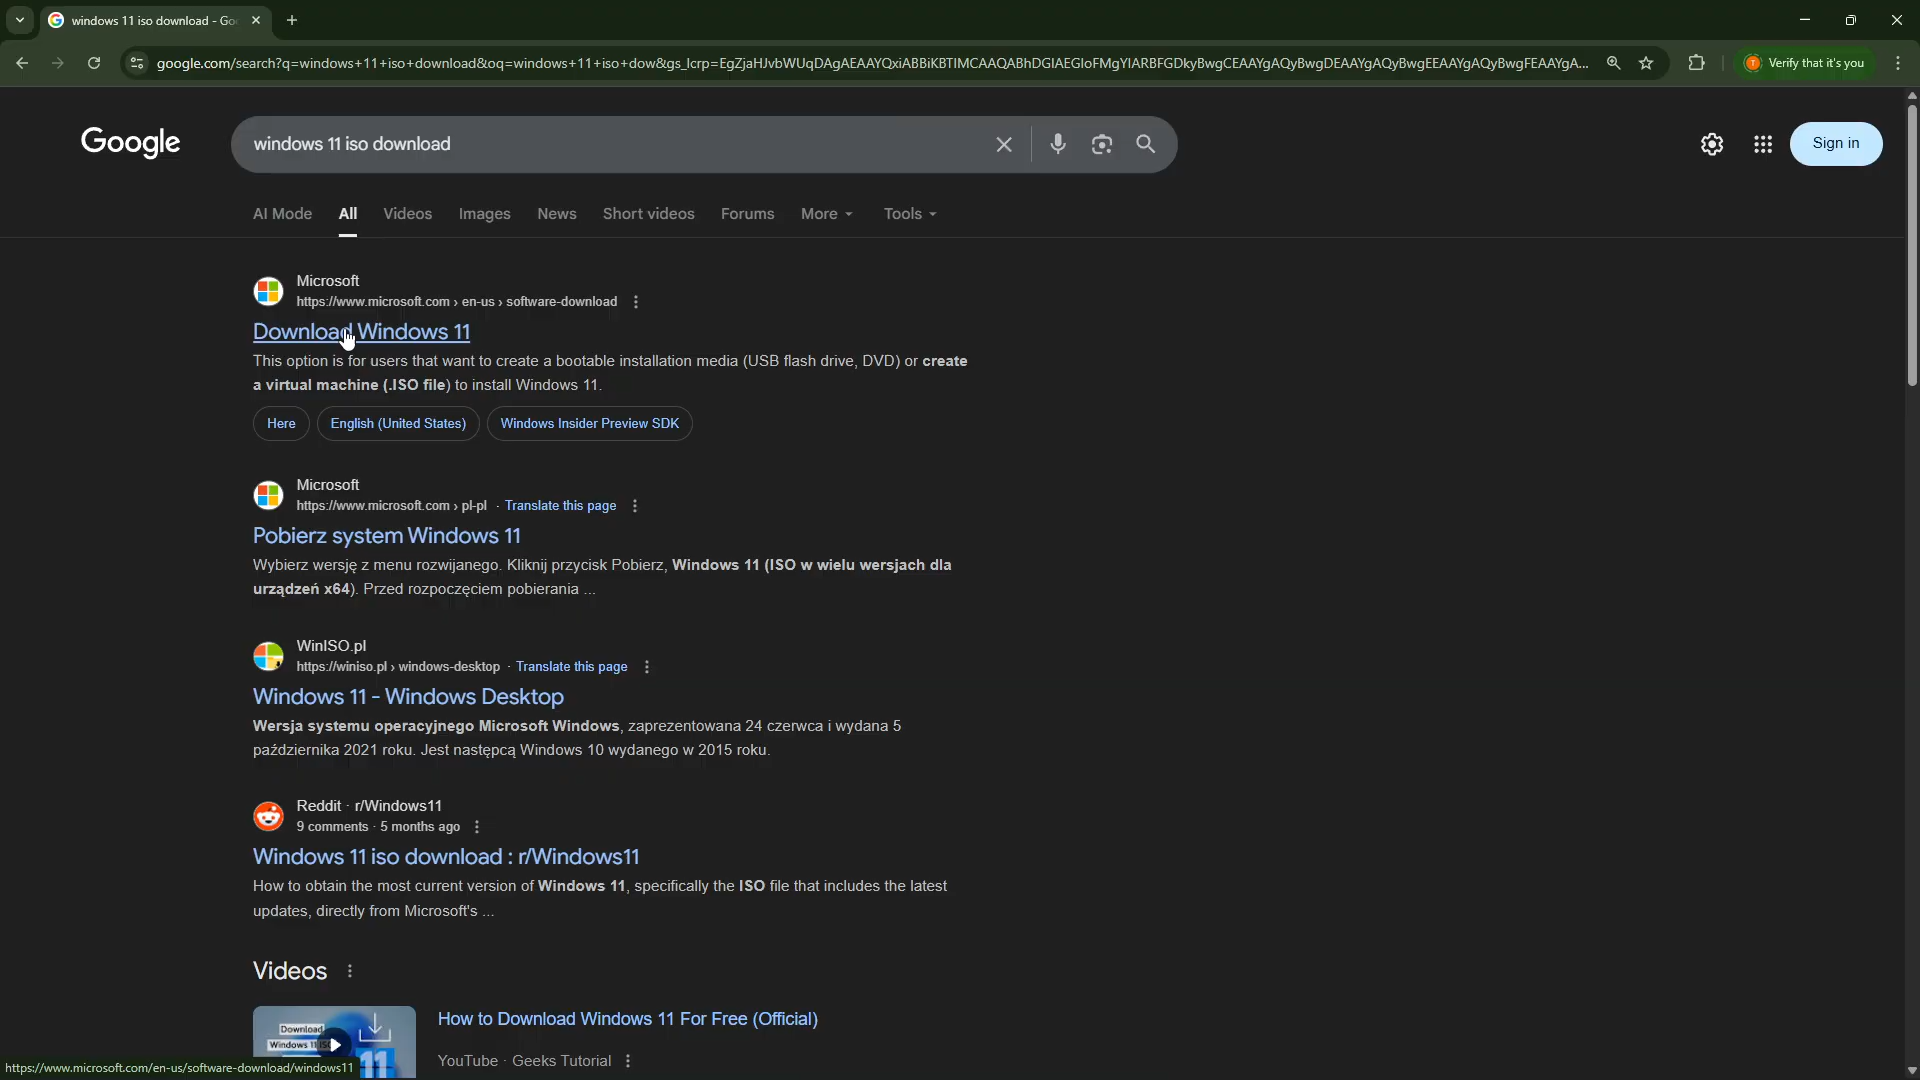 windows 11 iso download - Go
google.com/search?q=windows+11+iso+download&oq=windows+11+iso+dow&gs_lcrp=EgZjaHJvbWUqDAgAEAAYQxiABBiKBTIMCAAQABhDGIAEGIoFMgYIARBFGDkyBwgCEAAYgAQyBwgDEAAYgAQyBwgEEAAYgAQyBwgFEAAYgA...
Verify that it's you
Google
windows 11 iso download
Sign in
AI Mode
All
Videos
Images
News
Short videos
Forums
More
Tools
Microsoft
https://www.microsoft.com › en-us › software-download
Download Windows 11
This option is for users that want to create a bootable installation media (USB flash drive, DVD) or create
a virtual machine (.ISO file) to install Windows 11.
Here
English (United States)
Windows Insider Preview SDK
Microsoft
https://www.microsoft.com › pl-pl · Translate this page
Pobierz system Windows 11
Wybierz wersję z menu rozwijanego. Kliknij przycisk Pobierz, Windows 11 (ISO w wielu wersjach dla
urządzeń x64). Przed rozpoczęciem pobierania ...
WinISO.pl
https://winiso.pl › windows-desktop · Translate this page
Windows 11 - Windows Desktop
Wersja systemu operacyjnego Microsoft Windows, zaprezentowana 24 czerwca i wydana 5
października 2021 roku. Jest następcą Windows 10 wydanego w 2015 roku.
Reddit · r/Windows11
9 comments · 5 months ago
Windows 11 iso download : r/Windows11
How to obtain the most current version of Windows 11, specifically the ISO file that includes the latest
updates, directly from Microsoft's ...
Videos
Download
Windows 11 IS
11
How to Download Windows 11 For Free (Official)
YouTube · Geeks Tutorial
https://www.microsoft.com/en-us/software-download/windows11